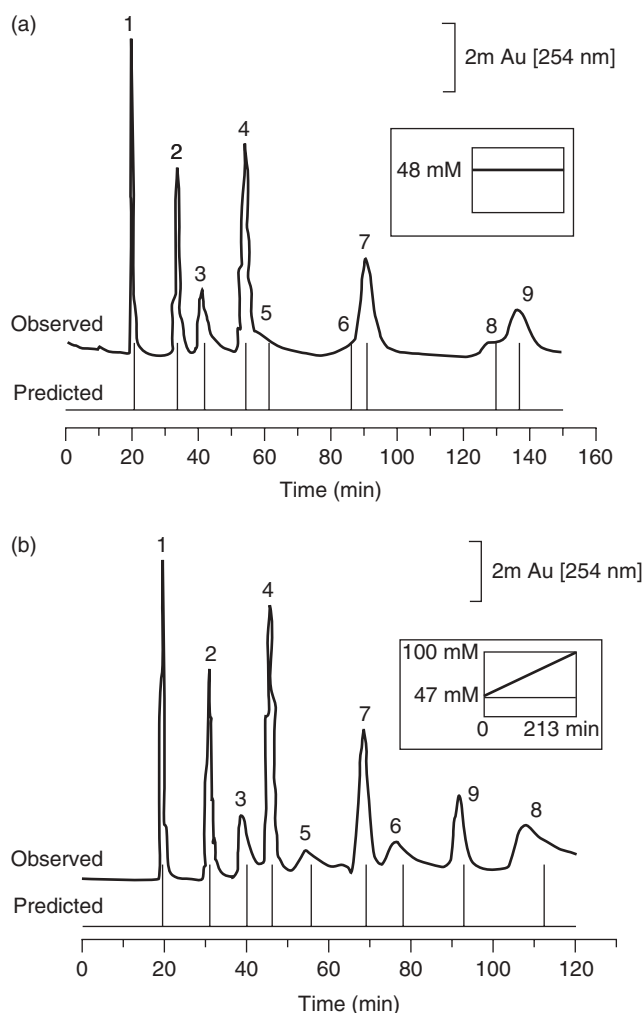 (a)
1
2m Au [254 nm]
2
4
48 mM
3
7
5
6
9
8
Observed
Predicted
0 20 40 60 80 100 120 140 160
Time (min)
(b)
1
2m Au [254 nm]
4
2
100 mM
47 mM
0 213 min
7
3
9
8
5
6
Observed
Predicted
0 20 40 60 80 100 120
Time (min)